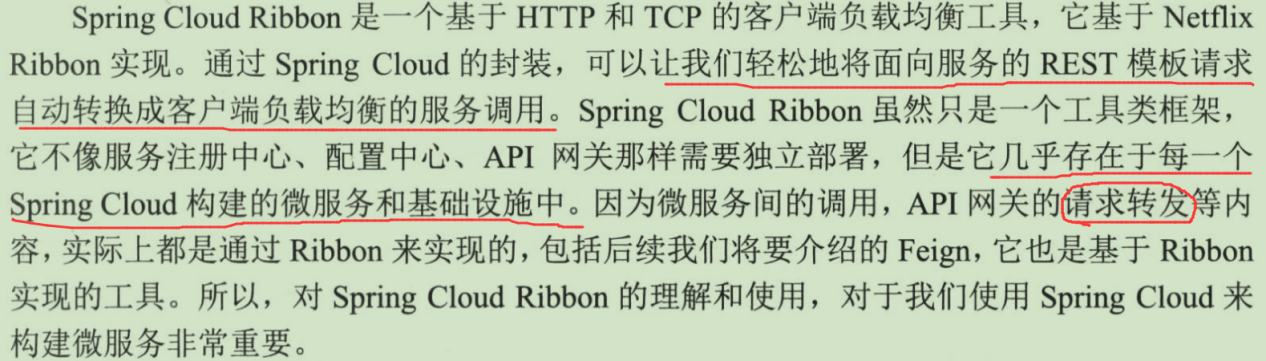 Spring Cloud Ribbon 是一个基于 HTTP 和 TCP 的客户端负载均衡工具，它基于 Netflix
Ribbon 实现。通过 Spring Cloud 的封装，可以让我们轻松地将面向服务的 REST 模板请求
自动转换成客户端负载均衡的服务调用。Spring Cloud Ribbon 虽然只是一个工具类框架，
它不像服务注册中心、配置中心、API 网关那样需要独立部署，但是它几乎存在于每一个
Spring Cloud 构建的微服务和基础设施中。因为微服务间的调用，API 网关的请求转发等内
容，实际上都是通过 Ribbon 来实现的，包括后续我们将要介绍的 Feign，它也是基于 Ribbon
实现的工具。所以，对 Spring Cloud Ribbon 的理解和使用，对于我们使用 Spring Cloud 来
构建微服务非常重要。